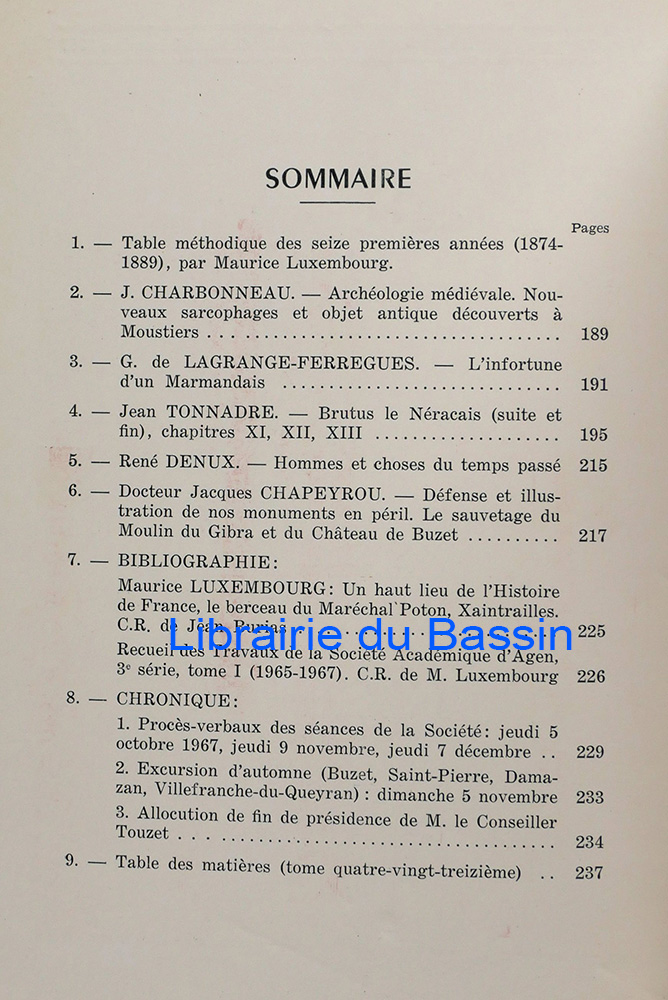 SOMMAIRE
Pages
1. — Table méthodique des seize premières années (1874-
1889), par Maurice Luxembourg.
2. — J. CHARBONNEAU. — Archéologie médiévale. Nou-
veaux sarcophages et objet antique découverts à
Moustiers . . . . . . . . . . . . . . . . . . . . . . . . . . . . . . . . . . . 189
3. — G. de LAGRANGE-FERREGUES. — L'infortune
d'un Marmandais . . . . . . . . . . . . . . . . . . . . . . . . . . . . 191
4. — Jean TONNADRE. — Brutus le Néracais (suite et
fin), chapitres XI, XII, XIII . . . . . . . . . . . . . . . . . . . 195
5. — René DENUX. — Hommes et choses du temps passé 215
6. — Docteur Jacques CHAPEYROU. — Défense et illus-
tration de nos monuments en péril. Le sauvetage du
Moulin du Gibra et du Château de Buzet . . . . . . . . . . 217
7. — BIBLIOGRAPHIE:
Maurice LUXEMBOURG: Un haut lieu de l'Histoire
de France, le berceau du Maréchal Poton, Xaintrailles.
C.R. de Jean Burias . . . . . . . . . . . . . . . . . . . . . . . . . 225
Librairie du Bassin
Recueil des Travaux de la Société Académique d'Agen,
3e série, tome I (1965-1967). C.R. de M. Luxembourg 226
8. — CHRONIQUE:
1. Procès-verbaux des séances de la Société: jeudi 5
octobre 1967, jeudi 9 novembre, jeudi 7 décembre . . 229
2. Excursion d'automne (Buzet, Saint-Pierre, Dama-
zan, Villefranche-du-Queyran) : dimanche 5 novembre 233
3. Allocution de fin de présidence de M. le Conseiller
Touzet . . . . . . . . . . . . . . . . . . . . . . . . . . . . . . . . . . . . . 234
9. — Table des matières (tome quatre-vingt-treizième) . . 237